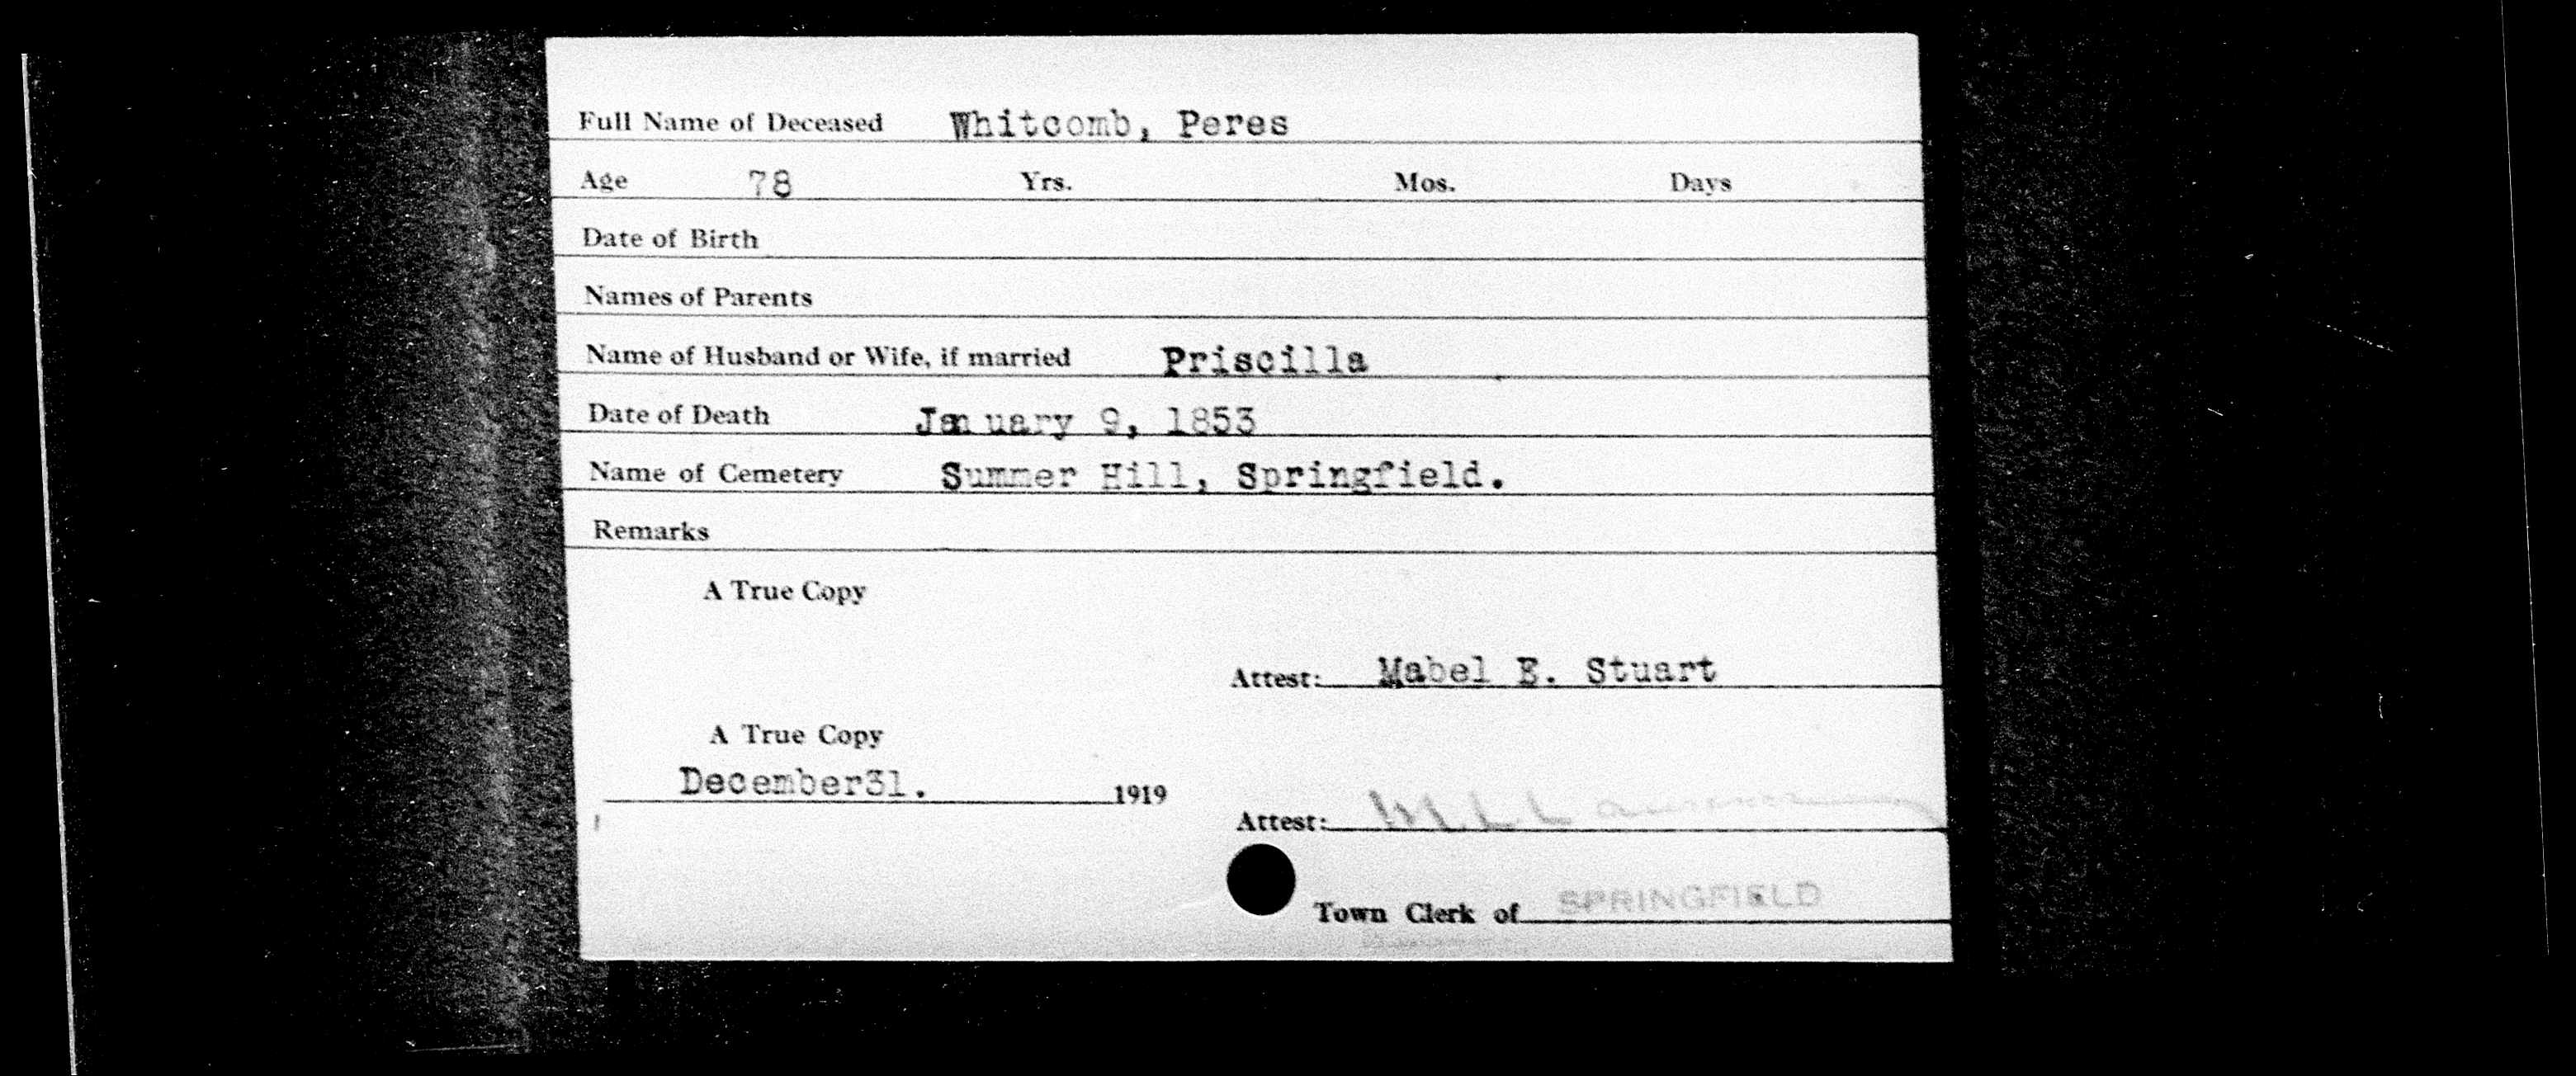 Full Name of Deceased Whitcomb, Peres
Age 78 Yrs. Mos. Days
Date of Birth
Names of Parents
Name of Husband or Wife, if married Priscilla
Date of Death January 9, 1853
Name of Cemetery Summer Hill, Springfield.
Remarks
A True Copy
Attest: Mabel E. Stuart
A True Copy
December31. 1919
Attest:
Town Clerk of SPRINGFIELD